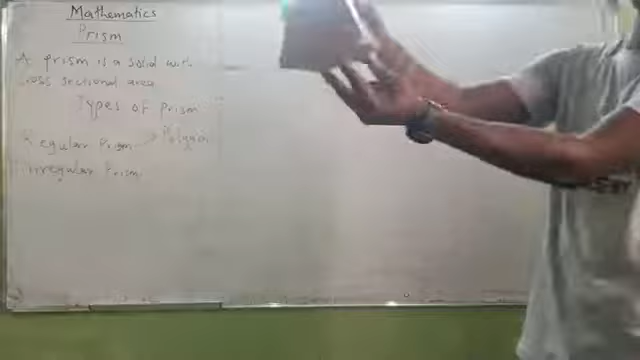 Mathematics
Prism
A prism is a solid with
cross sectional area
Types of prism
Regular Prism → Polygon
Irregular Prism